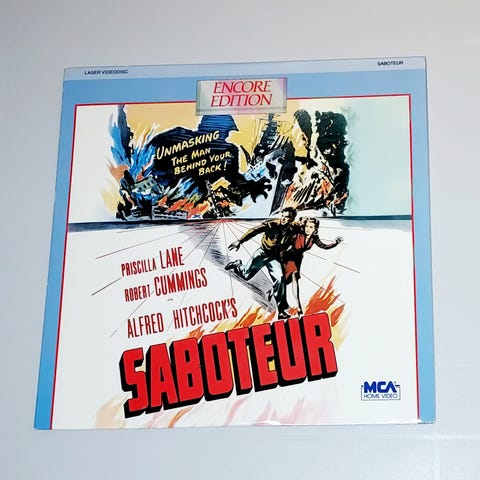 LASER VIDEODISC
SABOTEUR
ENCORE
EDITION
UNMASKING
THE MAN
BEHIND YOUR
BACK!
PRISCILLA LANE
ROBERT CUMMINGS
in
ALFRED HITCHCOCK'S
SABOTEUR
MCA
HOME VIDEO